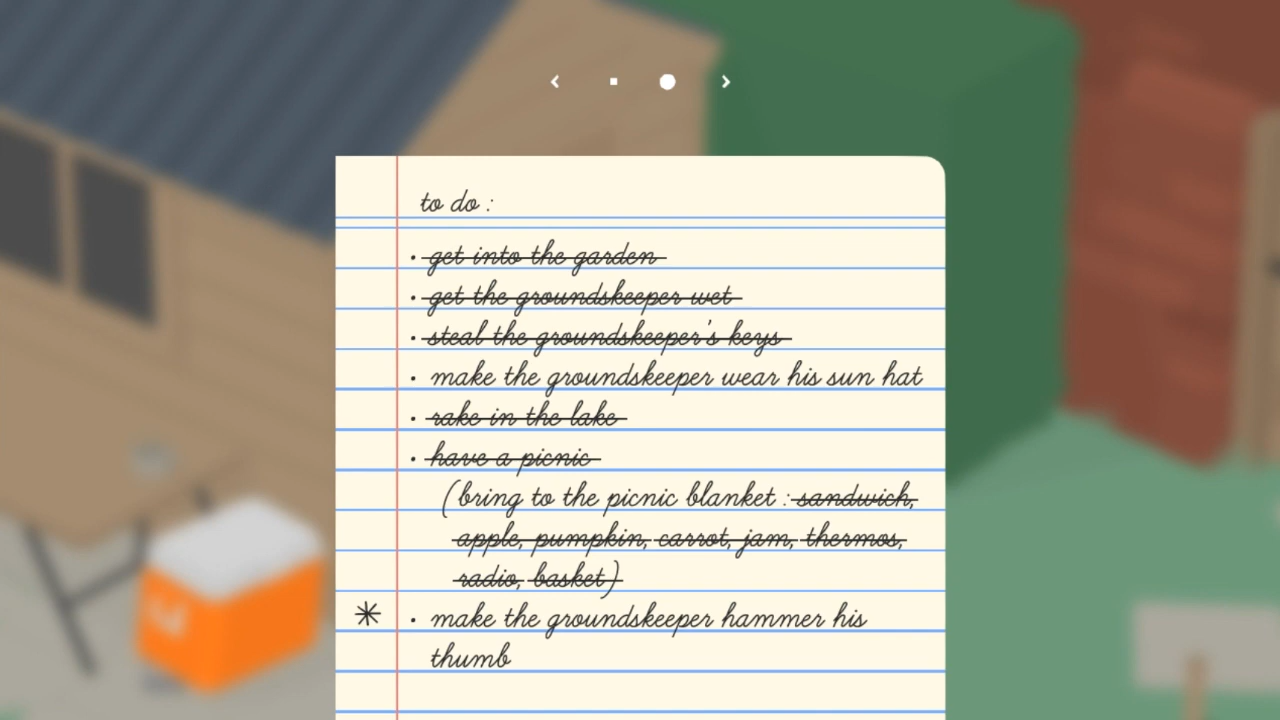 to do :
• get into the garden
• get the groundskeeper wet
• steal the groundskeeper's keys
• make the groundskeeper wear his sun hat
• rake in the lake
• have a picnic
(bring to the picnic blanket : sandwich,
apple, pumpkin, carrot, jam, thermos,
radio, basket)
• make the groundskeeper hammer his
thumb